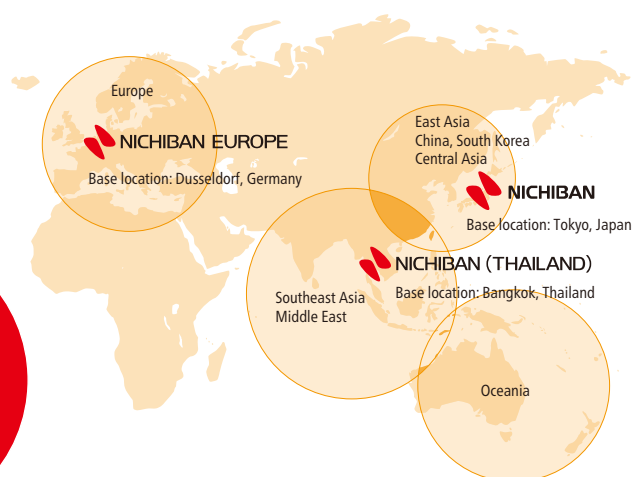 Europe
NICHIBAN EUROPE
Base location: Dusseldorf, Germany
East Asia
China, South Korea
Central Asia
NICHIBAN
Base location: Tokyo, Japan
NICHIBAN (THAILAND)
Base location: Bangkok, Thailand
Southeast Asia
Middle East
Oceania